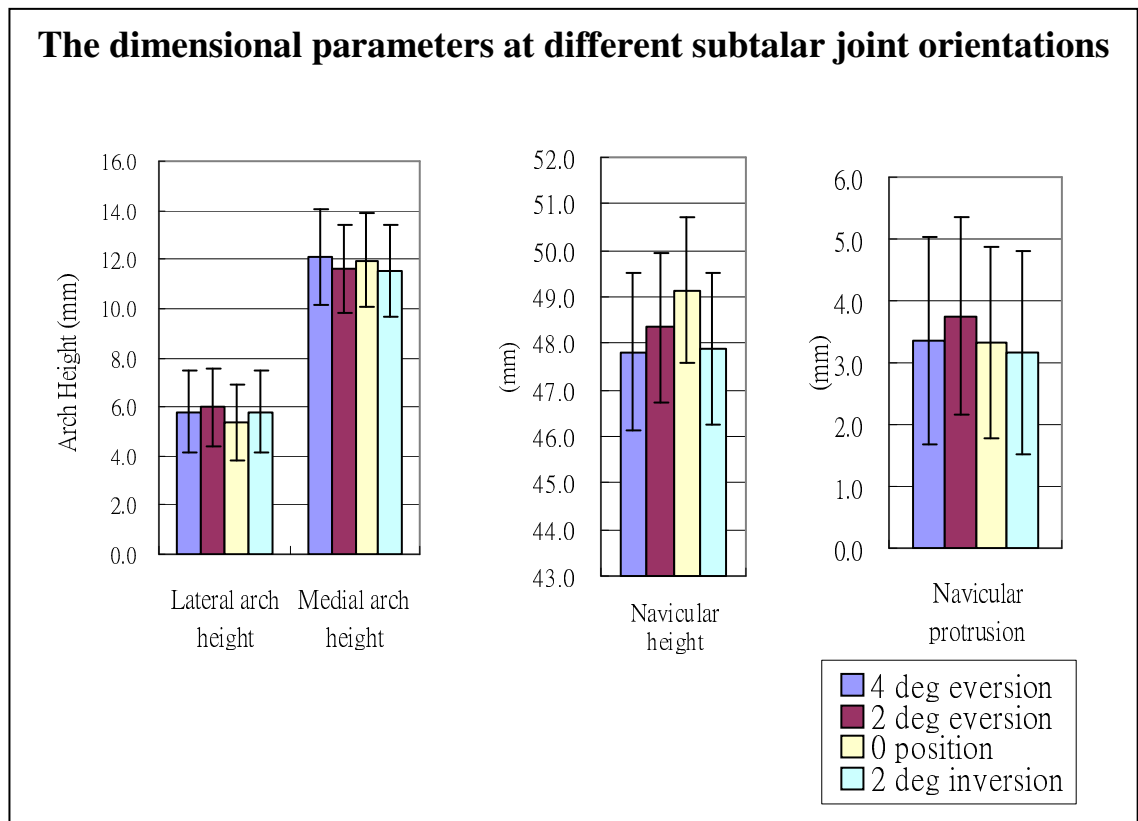 The dimensional parameters at different subtalar joint orientations
Arch Height (mm)
16.0
14.0
12.0
10.0
8.0
6.0
4.0
2.0
0.0
Lateral arch
height
Medial arch
height
(mm)
52.0
51.0
50.0
49.0
48.0
47.0
46.0
45.0
44.0
43.0
Navicular
height
(mm)
6.0
5.0
4.0
3.0
2.0
1.0
0.0
Navicular
protrusion
4 deg eversion
2 deg eversion
0 position
2 deg inversion